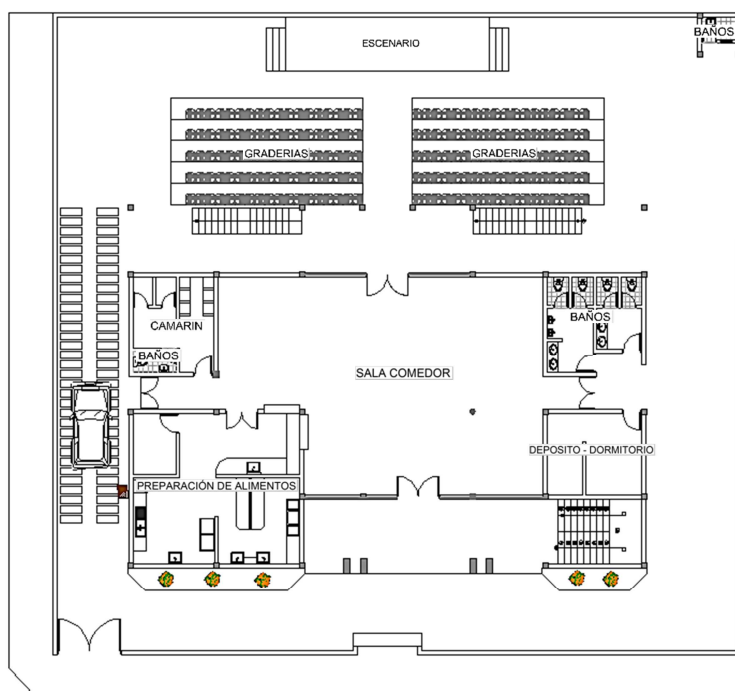 ESCENARIO
BAÑOS
GRADERIAS
GRADERIAS
CAMARIN
BAÑOS
BAÑOS
SALA COMEDOR
DEPOSITO - DORMITORIO
PREPARACIÓN DE ALIMENTOS